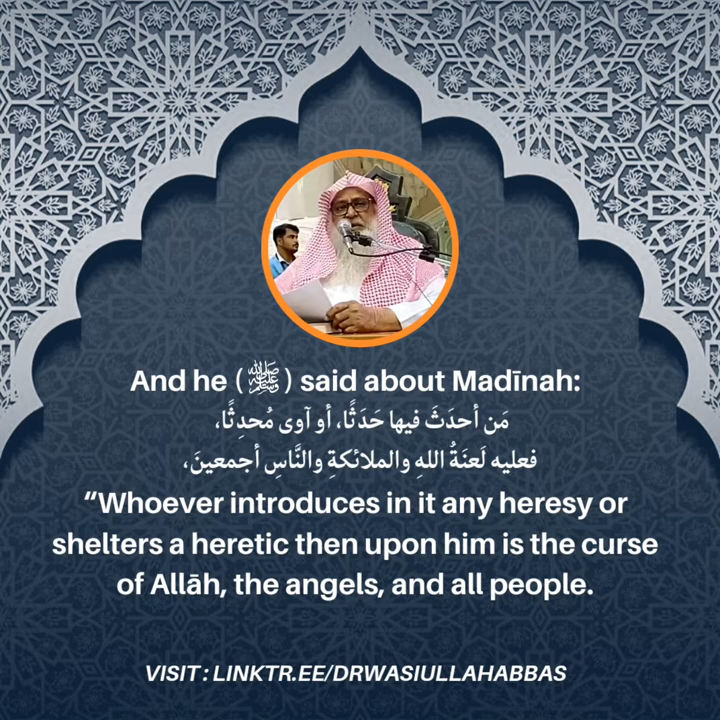 And he (ﷺ) said about Madīnah:
مَن أحدَثَ فيها حَدَثًا، أو آوى مُحدِثًا،
فعليه لَعنَةُ اللهِ والملائكةِ والنَّاسِ أجمعينَ،
“Whoever introduces in it any heresy or
shelters a heretic then upon him is the curse
of Allāh, the angels, and all people.
VISIT : LINKTR.EE/DRWASIULLAHABBAS